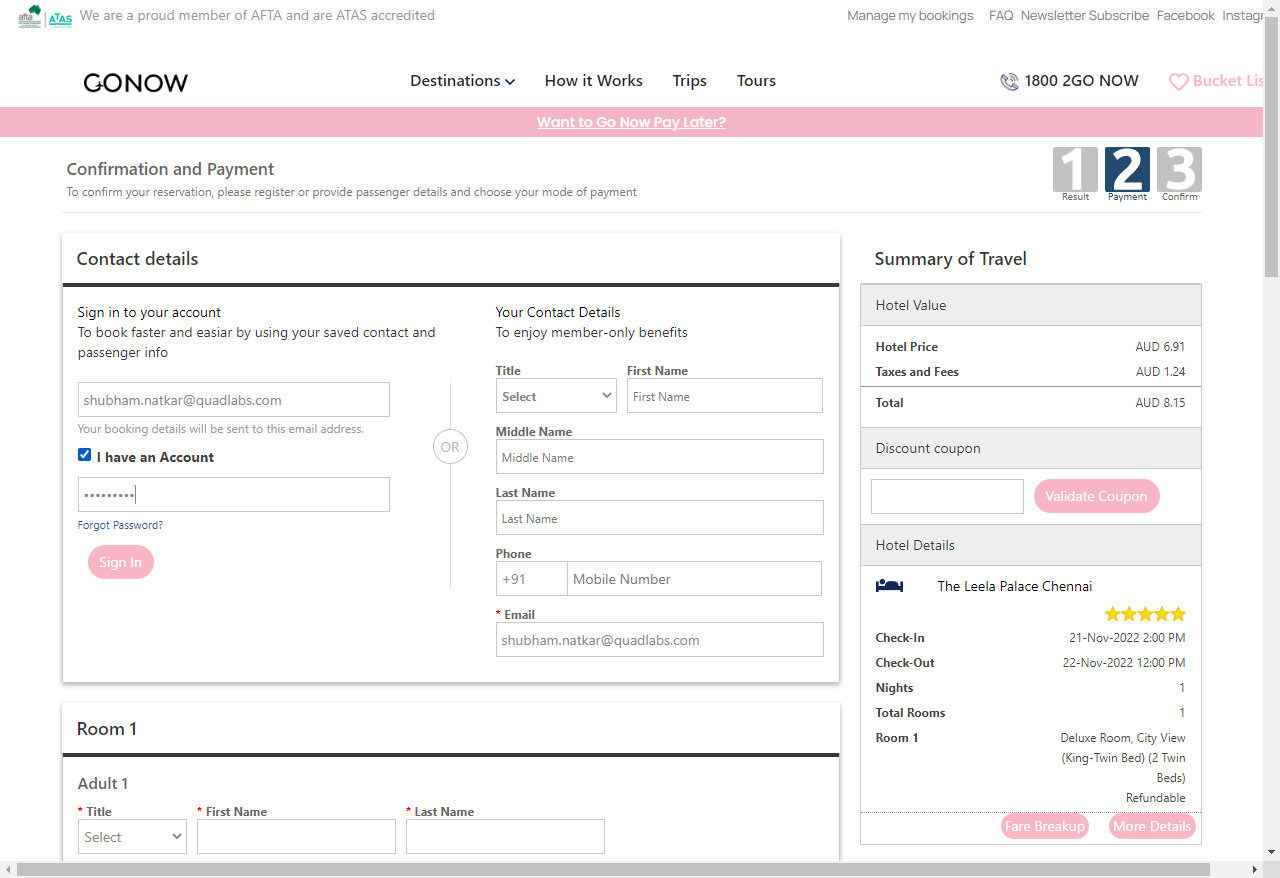 afta ATAS We are a proud member of AFTA and are ATAS accredited
Manage my bookings FAQ Newsletter Subscribe Facebook Instagr
GONOW Destinations How it Works Trips Tours 1800 2GO NOW Bucket Lis
Want to Go Now Pay Later?
Confirmation and Payment
To confirm your reservation, please register or provide passenger details and choose your mode of payment
1 2 3
Result Payment Confirm
Contact details
Sign in to your account
To book faster and easiar by using your saved contact and
passenger info
shubham.natkar@quadlabs.com
Your booking details will be sent to this email address.
I have an Account
•••••••••
Forgot Password?
Sign In
OR
Your Contact Details
To enjoy member-only benefits
Title First Name
Select First Name
Middle Name
Middle Name
Last Name
Last Name
Phone
+91 Mobile Number
* Email
shubham.natkar@quadlabs.com
Room 1
Adult 1
* Title * First Name * Last Name
Select
Summary of Travel
Hotel Value
Hotel Price AUD 6.91
Taxes and Fees AUD 1.24
Total AUD 8.15
Discount coupon
Validate Coupon
Hotel Details
The Leela Palace Chennai
Check-In 21-Nov-2022 2:00 PM
Check-Out 22-Nov-2022 12:00 PM
Nights 1
Total Rooms 1
Room 1 Deluxe Room, City View
(King-Twin Bed) (2 Twin
Beds)
Refundable
Fare Breakup More Details